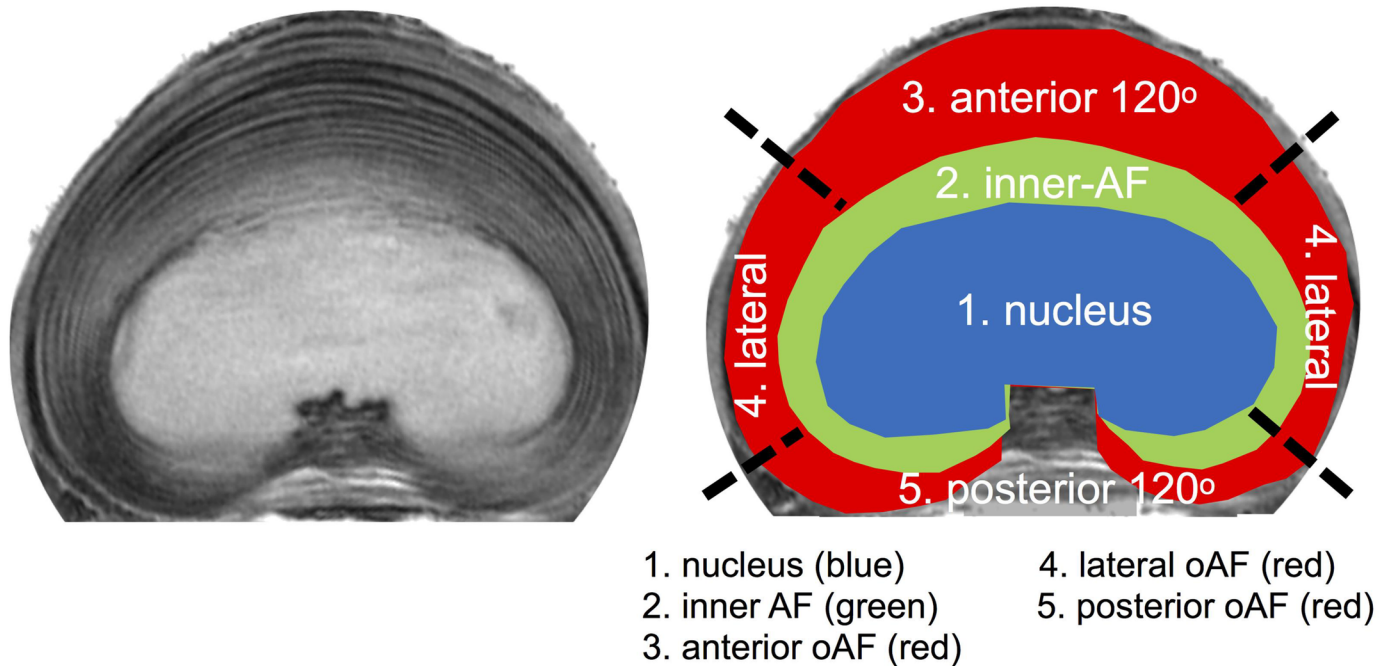 3. anterior 120º
2. inner-AF
4. lateral
4. lateral
1. nucleus
5. posterior 120º
1. nucleus (blue)
2. inner AF (green)
3. anterior oAF (red)
4. lateral oAF (red)
5. posterior oAF (red)